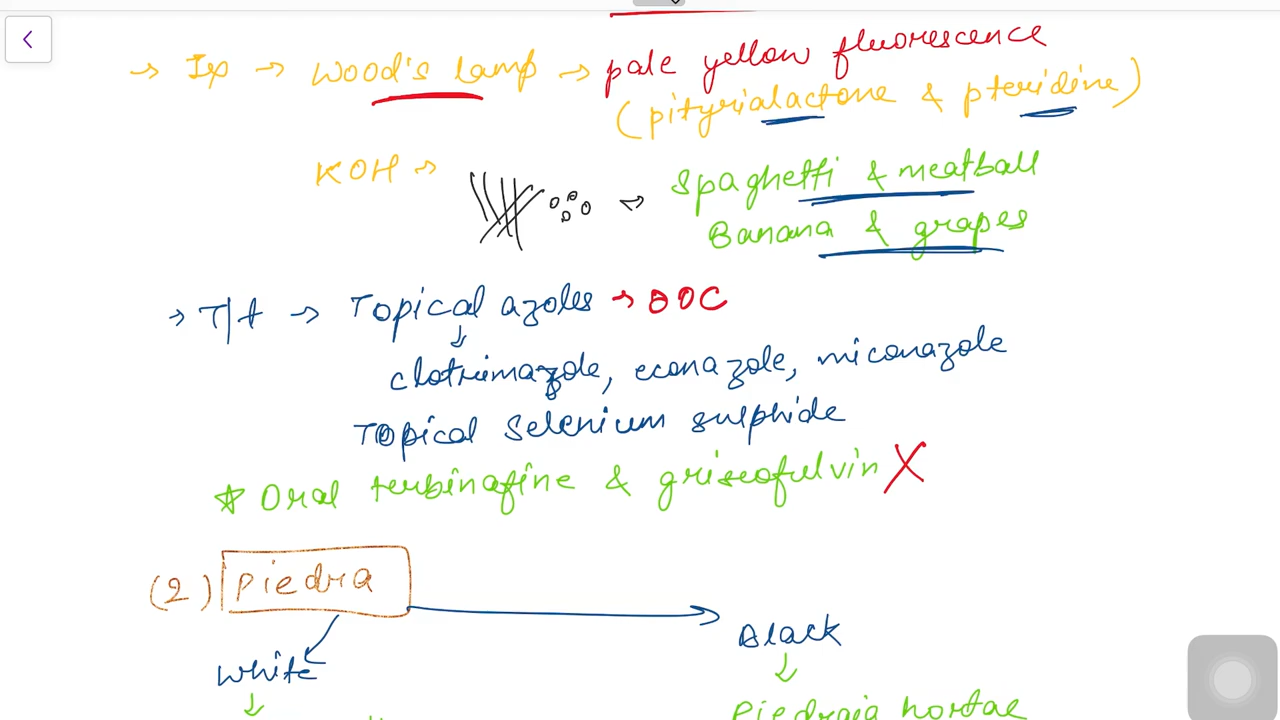 → Ix → Wood's lamp → pale yellow fluorescence
(pityrialactone & pteridine)
KOH → → Spaghetti & meatball
Banana & grapes
→ T/t → Topical azoles → DOC
↓
clotrimazole, econazole, miconazole
Topical Selenium sulphide
☆ Oral terbinafine & griseofulvin X
(2) Piedra
White Black
↓ ↓
Piedraia hortae